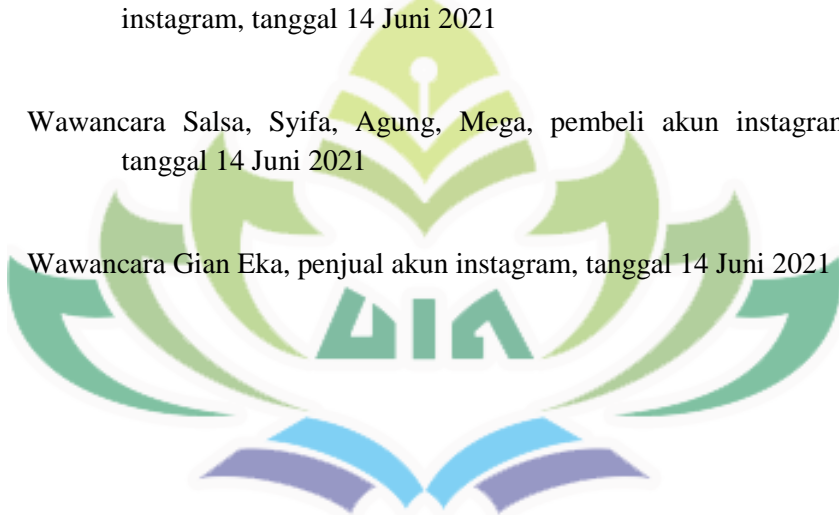 instagram, tanggal 14 Juni 2021
Wawancara Salsa, Syifa, Agung, Mega, pembeli akun instagram
tanggal 14 Juni 2021
Wawancara Gian Eka, penjual akun instagram, tanggal 14 Juni 2021
UIN